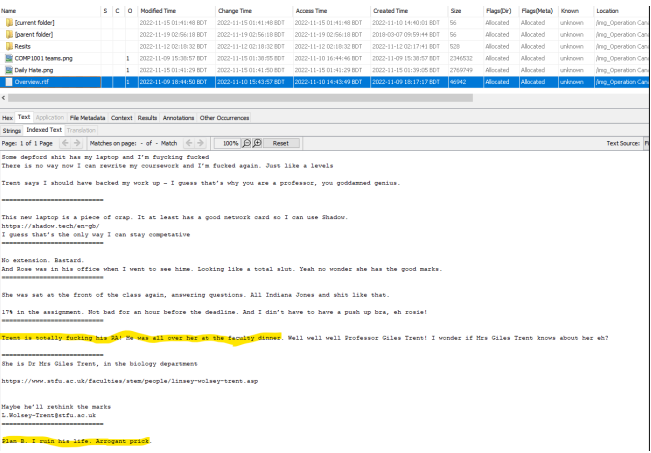 Name S C O Modified Time Change Time Access Time Created Time Size Flags(Dir) Flags(Meta) Known Location
[current folder] 2022-11-15 01:41:48 BDT 2022-11-15 01:41:48 BDT 2022-11-15 01:41:48 BDT 2022-11-10 14:40:01 BDT 56 Allocated Allocated unknown /img_Operation Cana
[parent folder] 2022-11-19 02:56:18 BDT 2022-11-19 02:56:18 BDT 2022-11-19 02:56:18 BDT 2018-03-07 09:59:44 BDT 56 Allocated Allocated unknown /img_Operation Cana
Resits 2022-11-12 02:18:32 BDT 2022-11-12 02:18:32 BDT 2022-11-12 02:18:32 BDT 2022-11-12 02:17:41 BDT 528 Allocated Allocated unknown /img_Operation Cana
COMP1001 teams.png 1 2022-11-09 15:38:57 BDT 2022-11-15 01:38:55 BDT 2022-11-10 16:44:46 BDT 2022-11-09 15:38:57 BDT 2346532 Allocated Allocated unknown /img_Operation Cana
Daily Hate.png 1 2022-11-15 01:41:29 BDT 2022-11-15 01:41:50 BDT 2022-11-15 01:41:29 BDT 2022-11-15 01:39:05 BDT 2769749 Allocated Allocated unknown /img_Operation Cana
Overview.rtf 1 2022-11-09 18:44:50 BDT 2022-11-10 15:43:57 BDT 2022-11-10 14:43:49 BDT 2022-11-09 18:17:17 BDT 46942 Allocated Allocated unknown /img_Operation Cana
Hex Text Application File Metadata Context Results Annotations Other Occurrences
Strings Indexed Text Translation
Page: 1 of 1 Page Matches on page: - of - Match 100% Reset Text Source:
Some depford shit has my laptop and I'm fuycking fucked
There is no way now I can rewrite my coursework and I'm fucked again. Just like a levels
Trent says I should have backed my work up – I guess that's why you are a professor, you goddamned genius.
===========================
This new laptop is a piece of crap. It at least has a good network card so I can use Shadow.
https://shadow.tech/en-gb/
I guess that's the only way I can stay competative
===========================
No extension. Bastard.
And Rose was in his office when I went to see hime. Looking like a total slut. Yeah no wonder she has the good marks.
===========================
She was sat at the front of the class again, answering questions. All Indiana Jones and shit like that.
17% in the assignment. Not bad for an hour before the deadline. And I din't have to have a push up bra, eh rosie!
===========================
Trent is totally fucking his RA! He was all over her at the faculty dinner. Well well well Professor Giles Trent! I wonder if Mrs Giles Trent knows about her eh?
===========================
She is Dr Mrs Giles Trent, in the biology department
https://www.stfu.ac.uk/faculties/stem/people/linsey-wolsey-trent.asp
Maybe he'll rethink the marks
L.Wolsey-Trent@stfu.ac.uk
===========================
Plan B. I ruin his life. Arrogant prick.